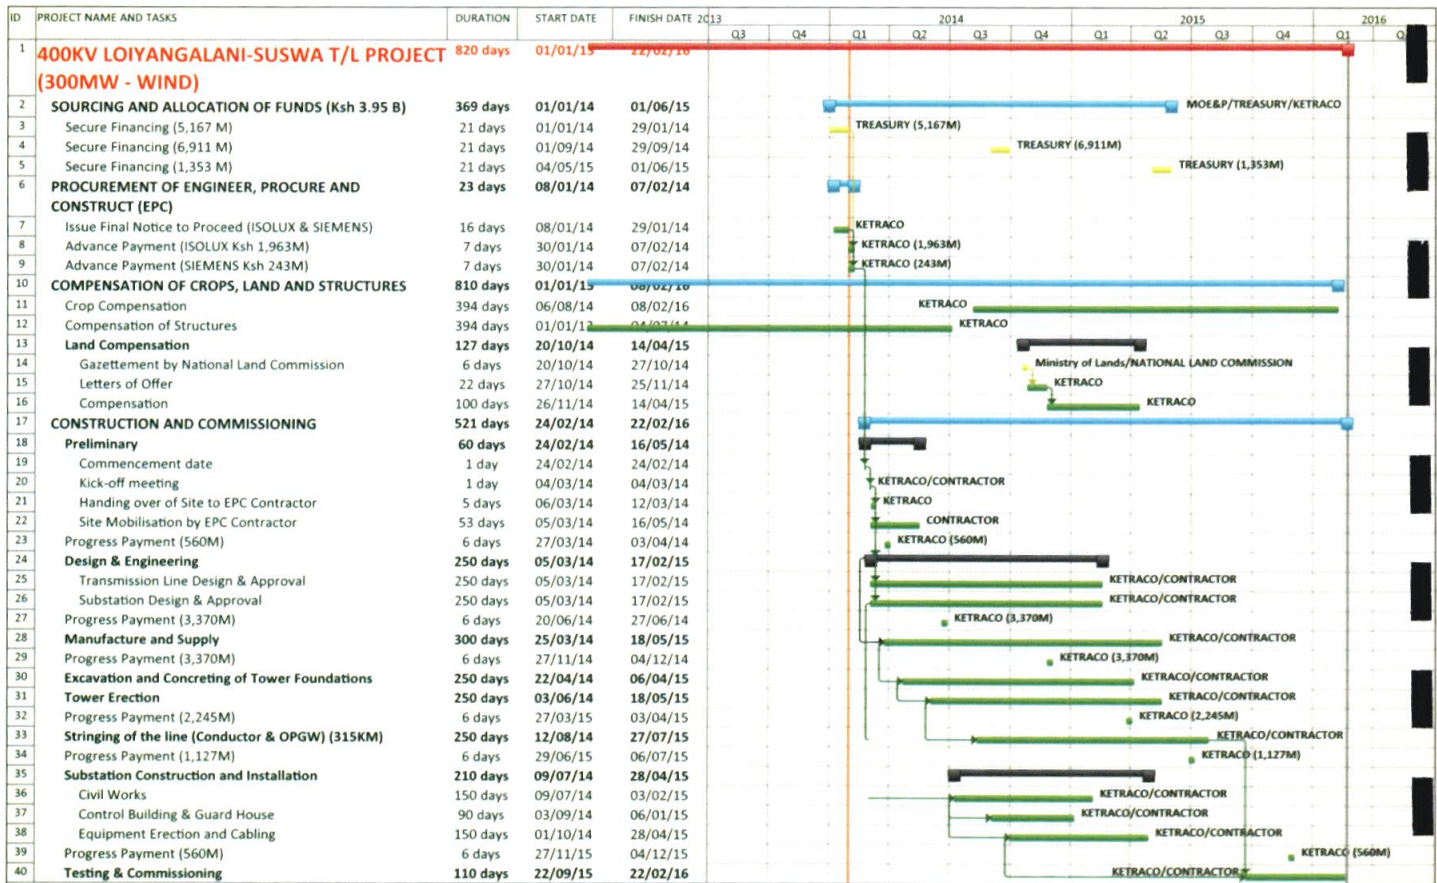 ID PROJECT NAME AND TASKS DURATION START DATE FINISH DATE 2013 2014 2015 2016
Q3 Q4 Q1 Q2 Q3 Q4 Q1 Q2 Q3 Q4 Q1
1 400KV LOIYANGALANI-SUSWA T/L PROJECT 820 days 01/01/13 22/02/16
(300MW - WIND)
2 SOURCING AND ALLOCATION OF FUNDS (Ksh 3.95 B) 369 days 01/01/14 01/06/15 MOE&P/TREASURY/KETRACO
3 Secure Financing (5,167 M) 21 days 01/01/14 29/01/14 TREASURY (5,167M)
4 Secure Financing (6,911 M) 21 days 01/09/14 29/09/14 TREASURY (6,911M)
5 Secure Financing (1,353 M) 21 days 04/05/15 01/06/15 TREASURY (1,353M)
6 PROCUREMENT OF ENGINEER, PROCURE AND 23 days 08/01/14 07/02/14
CONSTRUCT (EPC)
7 Issue Final Notice to Proceed (ISOLUX & SIEMENS) 16 days 08/01/14 29/01/14 KETRACO
8 Advance Payment (ISOLUX Ksh 1,963M) 7 days 30/01/14 07/02/14 KETRACO (1,963M)
9 Advance Payment (SIEMENS Ksh 243M) 7 days 30/01/14 07/02/14 KETRACO (243M)
10 COMPENSATION OF CROPS, LAND AND STRUCTURES 810 days 01/01/13 08/02/16
11 Crop Compensation 394 days 06/08/14 08/02/16 KETRACO
12 Compensation of Structures 394 days 01/01/13 04/07/14 KETRACO
13 Land Compensation 127 days 20/10/14 14/04/15
14 Gazettement by National Land Commission 6 days 20/10/14 27/10/14 Ministry of Lands/NATIONAL LAND COMMISSION
15 Letters of Offer 22 days 27/10/14 25/11/14 KETRACO
16 Compensation 100 days 26/11/14 14/04/15 KETRACO
17 CONSTRUCTION AND COMMISSIONING 521 days 24/02/14 22/02/16
18 Preliminary 60 days 24/02/14 16/05/14
19 Commencement date 1 day 24/02/14 24/02/14
20 Kick-off meeting 1 day 04/03/14 04/03/14 KETRACO/CONTRACTOR
21 Handing over of Site to EPC Contractor 5 days 06/03/14 12/03/14 KETRACO
22 Site Mobilisation by EPC Contractor 53 days 05/03/14 16/05/14 CONTRACTOR
23 Progress Payment (560M) 6 days 27/03/14 03/04/14 KETRACO (560M)
24 Design & Engineering 250 days 05/03/14 17/02/15
25 Transmission Line Design & Approval 250 days 05/03/14 17/02/15 KETRACO/CONTRACTOR
26 Substation Design & Approval 250 days 05/03/14 17/02/15 KETRACO/CONTRACTOR
27 Progress Payment (3,370M) 6 days 20/06/14 27/06/14 KETRACO (3,370M)
28 Manufacture and Supply 300 days 25/03/14 18/05/15 KETRACO/CONTRACTOR
29 Progress Payment (3,370M) 6 days 27/11/14 04/12/14 KETRACO (3,370M)
30 Excavation and Concreting of Tower Foundations 250 days 22/04/14 06/04/15 KETRACO/CONTRACTOR
31 Tower Erection 250 days 03/06/14 18/05/15 KETRACO/CONTRACTOR
32 Progress Payment (2,245M) 6 days 27/03/15 03/04/15 KETRACO (2,245M)
33 Stringing of the line (Conductor & OPGW) (315KM) 250 days 12/08/14 27/07/15 KETRACO/CONTRACTOR
34 Progress Payment (1,127M) 6 days 29/06/15 06/07/15 KETRACO (1,127M)
35 Substation Construction and Installation 210 days 09/07/14 28/04/15
36 Civil Works 150 days 09/07/14 03/02/15 KETRACO/CONTRACTOR
37 Control Building & Guard House 90 days 03/09/14 06/01/15 KETRACO/CONTRACTOR
38 Equipment Erection and Cabling 150 days 01/10/14 28/04/15 KETRACO/CONTRACTOR
39 Progress Payment (560M) 6 days 27/11/15 04/12/15 KETRACO (560M)
40 Testing & Commissioning 110 days 22/09/15 22/02/16 KETRACO/CONTRACTOR